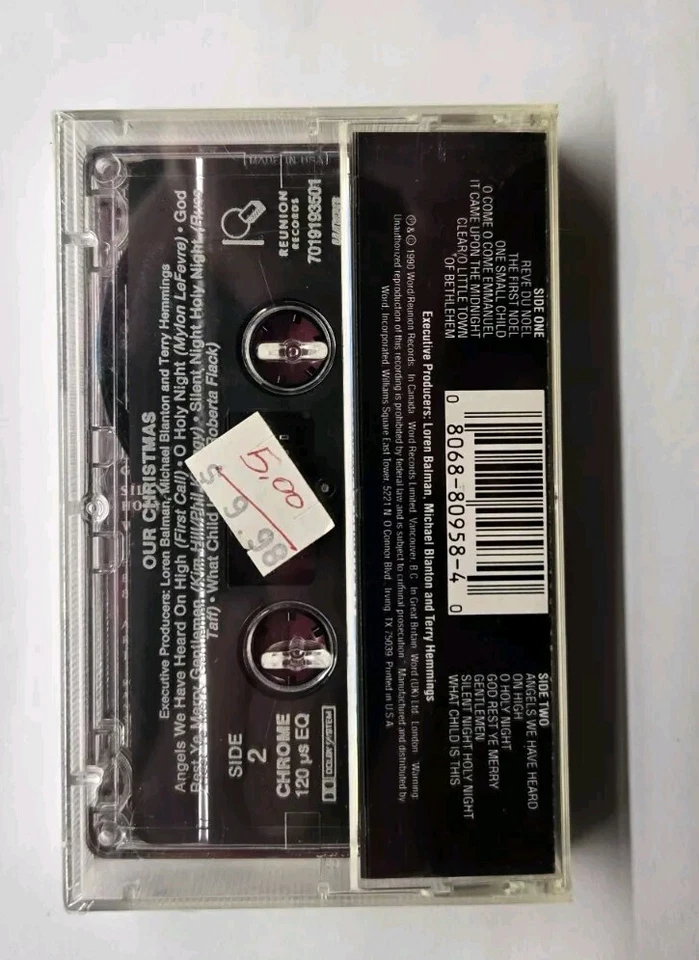 OUR CHRISTMAS
Executive Producers: Loren Balman, Michael Blanton and Terry Hemmings
Angels We Have Heard On High (First Call) • O Holy Night (Mylon LeFevre) • God
Rest Ye Merry Gentlemen (Kim Hill/Phil • Silent Night Holy Night (Russ
Taff) • What Child Roberta Flack)
SIDE
2
CHROME
120 µs EQ
DOLBY SYSTEM
REUNION
RECORDS
7019193501
5.00
$ 9.98
SIDE ONE
REVE DU NOEL
THE FIRST NOEL
ONE SMALL CHILD
O COME O COME EMMANUEL
IT CAME UPON THE MIDNIGHT
CLEAR/O LITTLE TOWN
OF BETHLEHEM
0 8068-80958-4 0
SIDE TWO
ANGELS WE HAVE HEARD
ON HIGH
O HOLY NIGHT
GOD REST YE MERRY
GENTLEMEN
SILENT NIGHT HOLY NIGHT
WHAT CHILD IS THIS
Executive Producers: Loren Balman, Michael Blanton and Terry Hemmings
℗ & © 1990 Word/Reunion Records. In Canada Word Records Limited, Vancouver, B.C. In Great Britain Word (UK) Ltd. London Warning:
Unauthorized reproduction of this recording is prohibited by federal law and is subject to criminal prosecution. Manufactured and distributed by
Word, Incorporated, Williams Square East Tower, 5221 N. O'Connor Blvd., Irving, TX 75039. Printed in U.S.A.